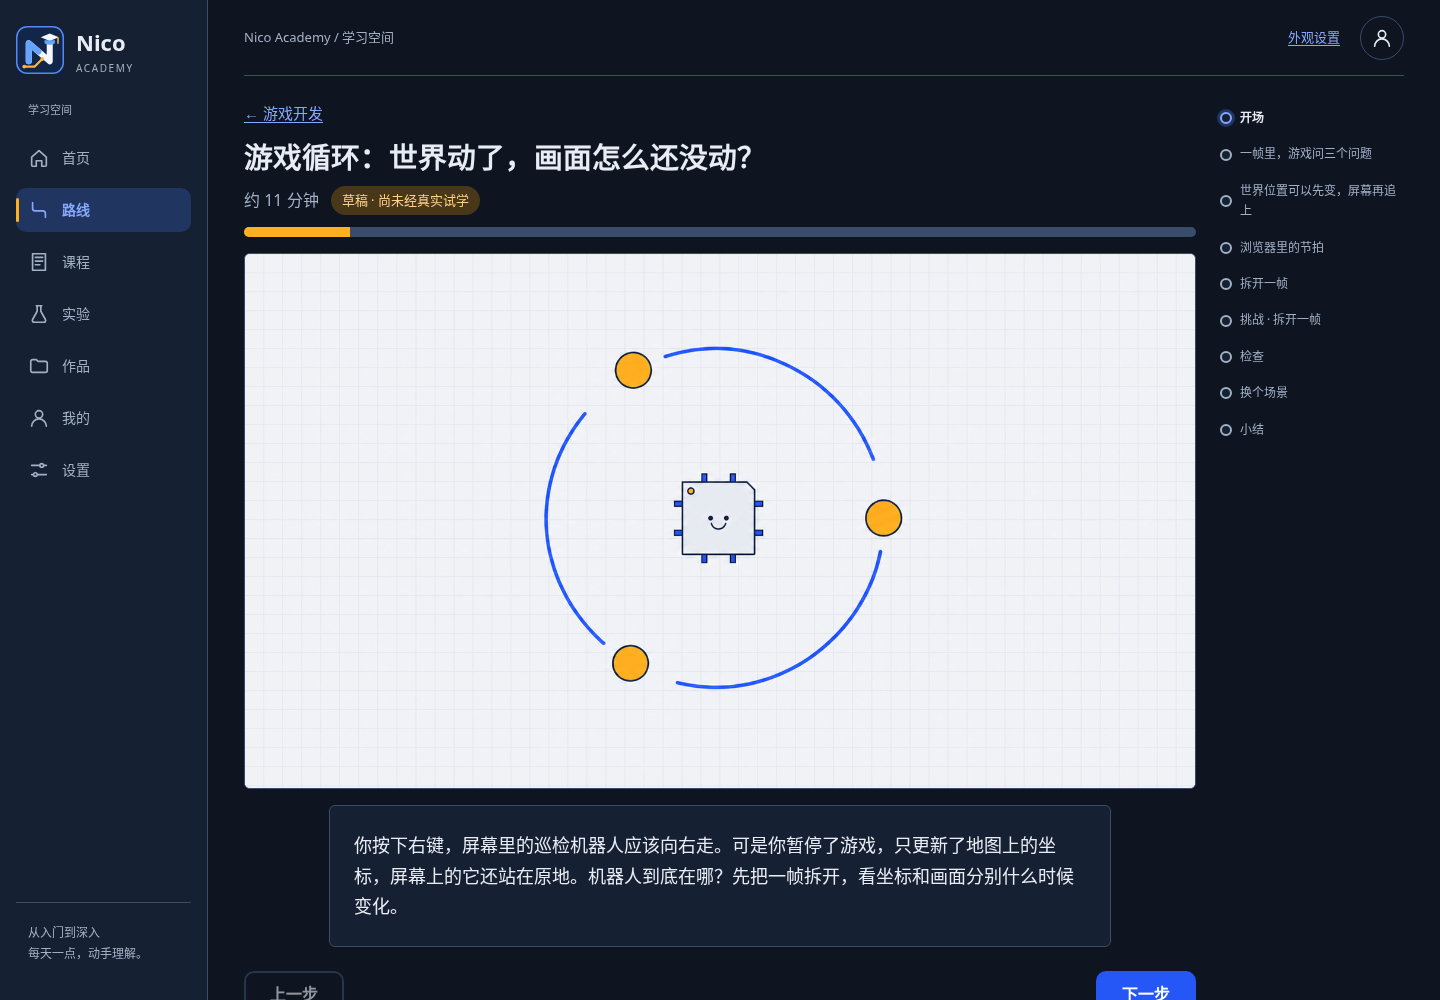 Nico
ACADEMY
学习空间
首页
路线
课程
实验
作品
我的
设置
从入门到深入
每天一点，动手理解。
Nico Academy / 学习空间
外观设置
← 游戏开发
游戏循环：世界动了，画面怎么还没动？
约 11 分钟
草稿 · 尚未经真实试学
你按下右键，屏幕里的巡检机器人应该向右走。可是你暂停了游戏，只更新了地图上的坐
标，屏幕上的它还站在原地。机器人到底在哪？先把一帧拆开，看坐标和画面分别什么时候
变化。
上一步
下一步
开场
一帧里，游戏问三个问题
世界位置可以先变，屏幕再追
上
浏览器里的节拍
拆开一帧
挑战 · 拆开一帧
检查
换个场景
小结